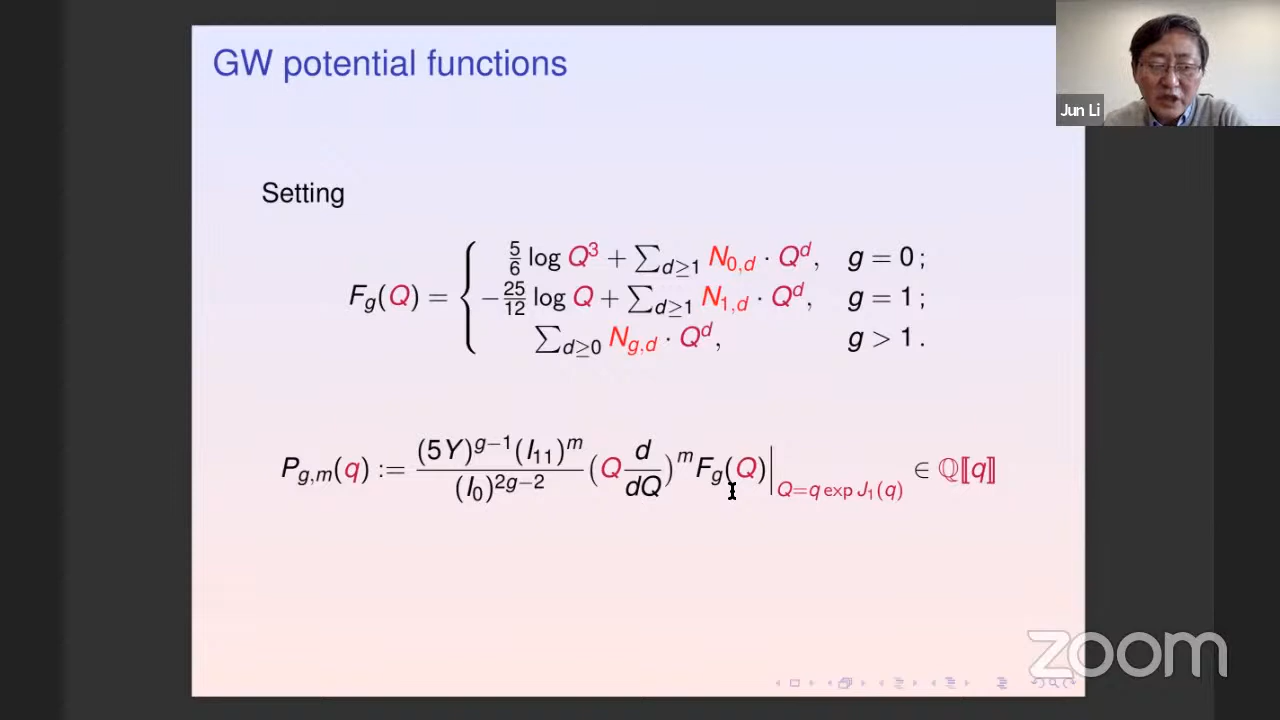 GW potential functions
Jun Li
Setting
F_g(Q) = { 5/6 log Q^3 + ∑_{d≥1} N_{0,d} · Q^d, g = 0 ;
−25/12 log Q + ∑_{d≥1} N_{1,d} · Q^d, g = 1 ;
∑_{d≥0} N_{g,d} · Q^d, g > 1 .
P_{g,m}(q) := (5Y)^{g−1}(I_{11})^m / (I_0)^{2g−2} (Q d/dQ)^m F_g(Q)|_{Q=q exp J_1(q)} ∈ ℚ⟦q⟧
zoom